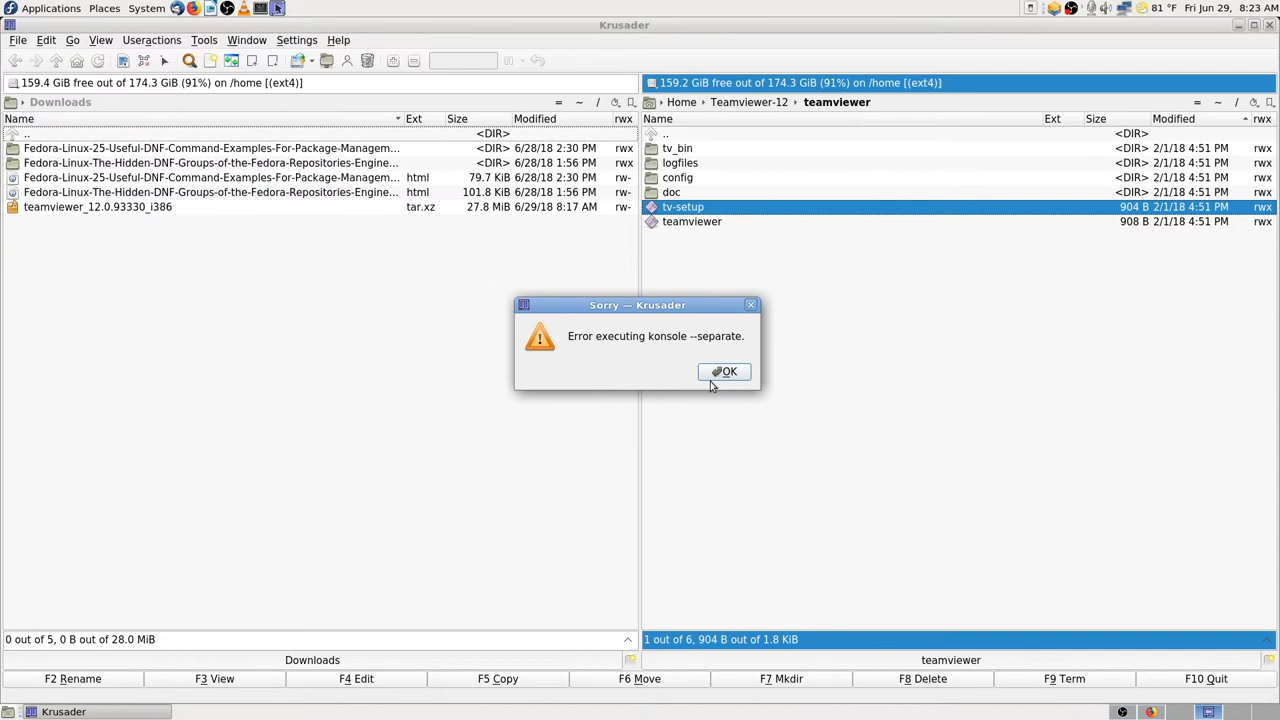 Applications Places System 81 °F Fri Jun 29, 8:23 AM
Krusader
File Edit Go View Useractions Tools Window Settings Help
159.4 GiB free out of 174.3 GiB (91%) on /home [(ext4)]
159.2 GiB free out of 174.3 GiB (91%) on /home [(ext4)]
Downloads = ~ /
Home Teamviewer-12 teamviewer = ~ /
Name Ext Size Modified rwx
Name Ext Size Modified rwx
.. <DIR>
Fedora-Linux-25-Useful-DNF-Command-Examples-For-Package-Managem... <DIR> 6/28/18 2:30 PM rwx
Fedora-Linux-The-Hidden-DNF-Groups-of-the-Fedora-Repositories-Engine... <DIR> 6/28/18 1:56 PM rwx
Fedora-Linux-25-Useful-DNF-Command-Examples-For-Package-Managem... html 79.7 KiB 6/28/18 2:30 PM rw-
Fedora-Linux-The-Hidden-DNF-Groups-of-the-Fedora-Repositories-Engine... html 101.8 KiB 6/28/18 1:56 PM rw-
teamviewer_12.0.93330_i386 tar.xz 27.8 MiB 6/29/18 8:17 AM rw-
.. <DIR> 2/1/18 4:51 PM rwx
tv_bin <DIR> 2/1/18 4:51 PM rwx
logfiles <DIR> 2/1/18 4:51 PM rwx
config <DIR> 2/1/18 4:51 PM rwx
doc <DIR> 2/1/18 4:51 PM rwx
tv-setup 904 B 2/1/18 4:51 PM rwx
teamviewer 908 B 2/1/18 4:51 PM rwx
Sorry — Krusader
Error executing konsole --separate.
OK
0 out of 5, 0 B out of 28.0 MiB
1 out of 6, 904 B out of 1.8 KiB
Downloads
teamviewer
F2 Rename F3 View F4 Edit F5 Copy F6 Move F7 Mkdir F8 Delete F9 Term F10 Quit
Krusader